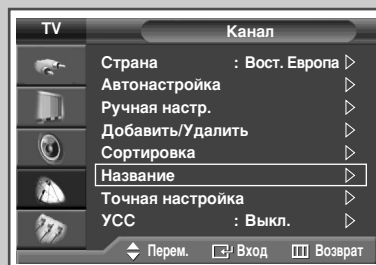 TV
Канал
Страна : Вост. Европа
Автонастройка
Ручная настр.
Добавить/Удалить
Сортировка
Название
Точная настройка
УСС : Выкл.
Перем. Вход Возврат